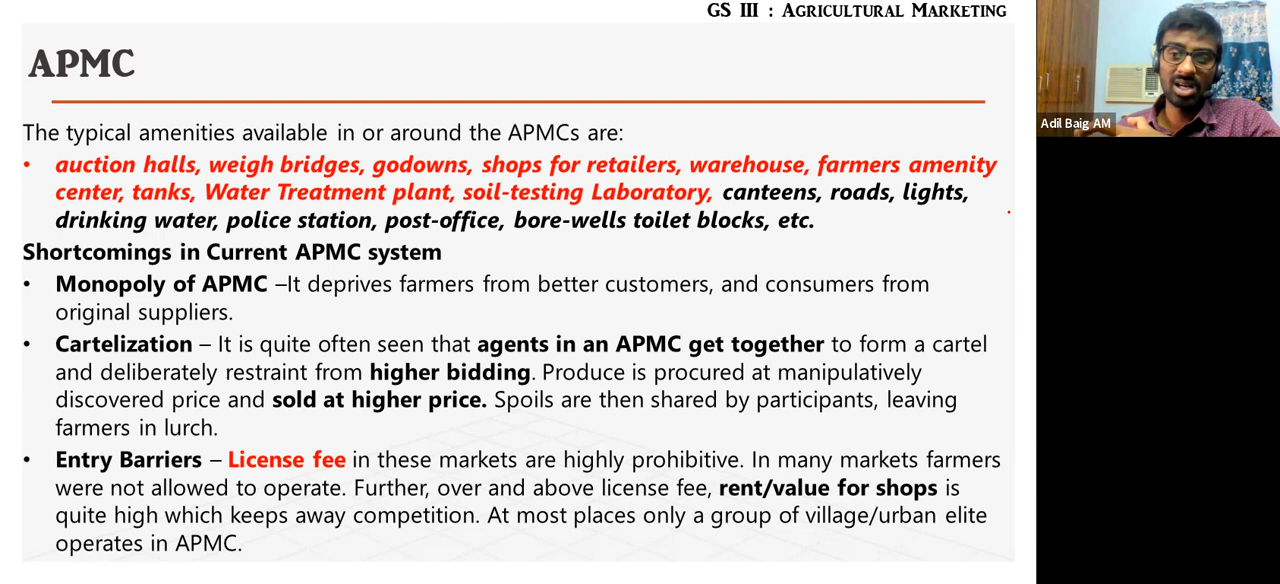 GS III : Agricultural Marketing
APMC
The typical amenities available in or around the APMCs are:
• auction halls, weigh bridges, godowns, shops for retailers, warehouse, farmers amenity
center, tanks, Water Treatment plant, soil-testing Laboratory, canteens, roads, lights,
drinking water, police station, post-office, bore-wells toilet blocks, etc.
Shortcomings in Current APMC system
• Monopoly of APMC –It deprives farmers from better customers, and consumers from
original suppliers.
• Cartelization – It is quite often seen that agents in an APMC get together to form a cartel
and deliberately restraint from higher bidding. Produce is procured at manipulatively
discovered price and sold at higher price. Spoils are then shared by participants, leaving
farmers in lurch.
• Entry Barriers – License fee in these markets are highly prohibitive. In many markets farmers
were not allowed to operate. Further, over and above license fee, rent/value for shops is
quite high which keeps away competition. At most places only a group of village/urban elite
operates in APMC.
Adil Baig AM